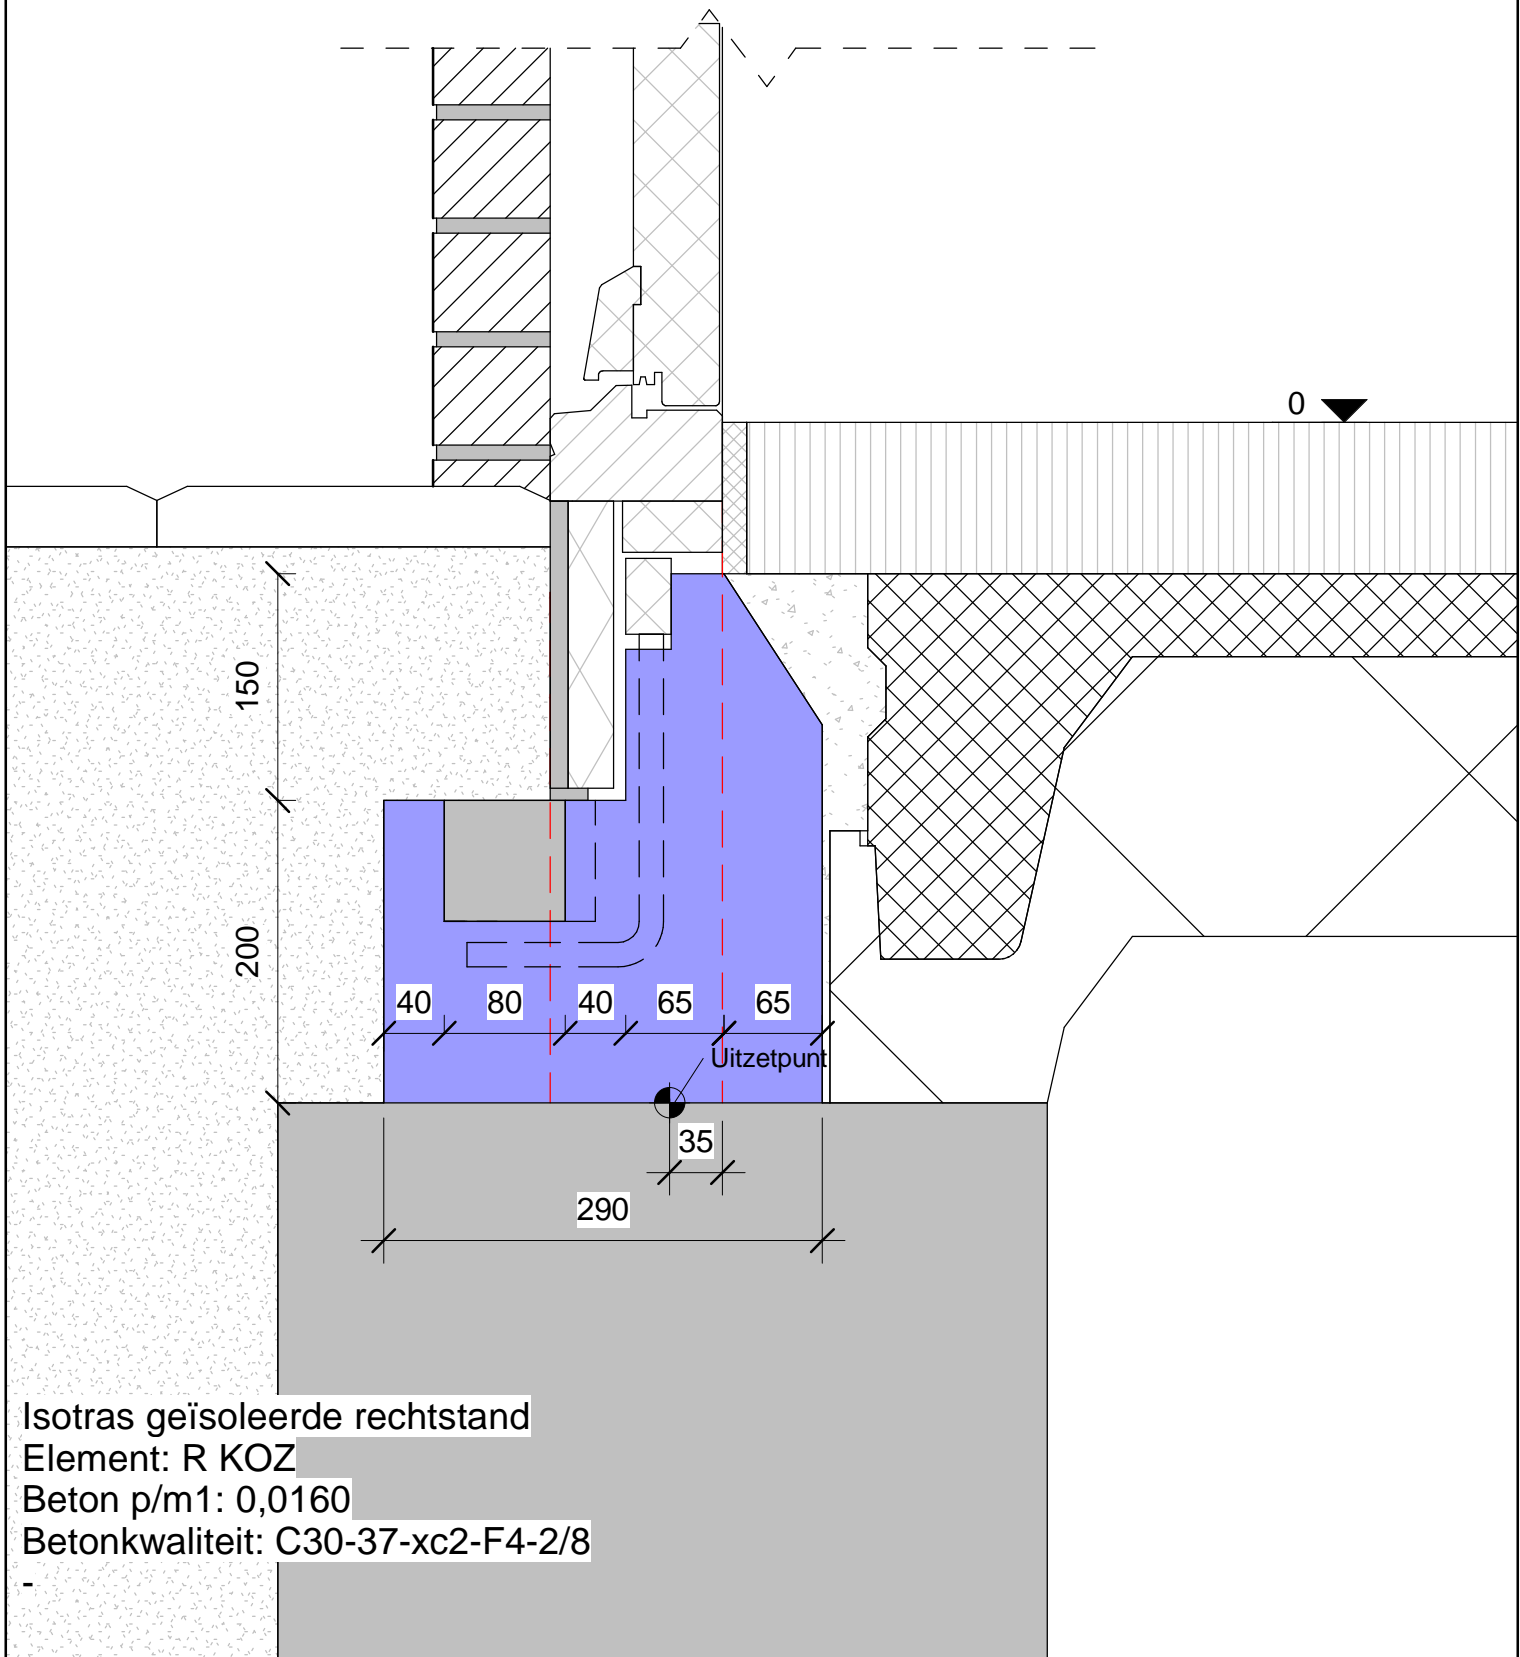 0
150
200
40 80 40 65 65
Uitzetpunt
35
290
Isotras geïsoleerde rechtstand
Element: R KOZ
Beton p/m1: 0,0160
Betonkwaliteit: C30-37-xc2-F4-2/8
-